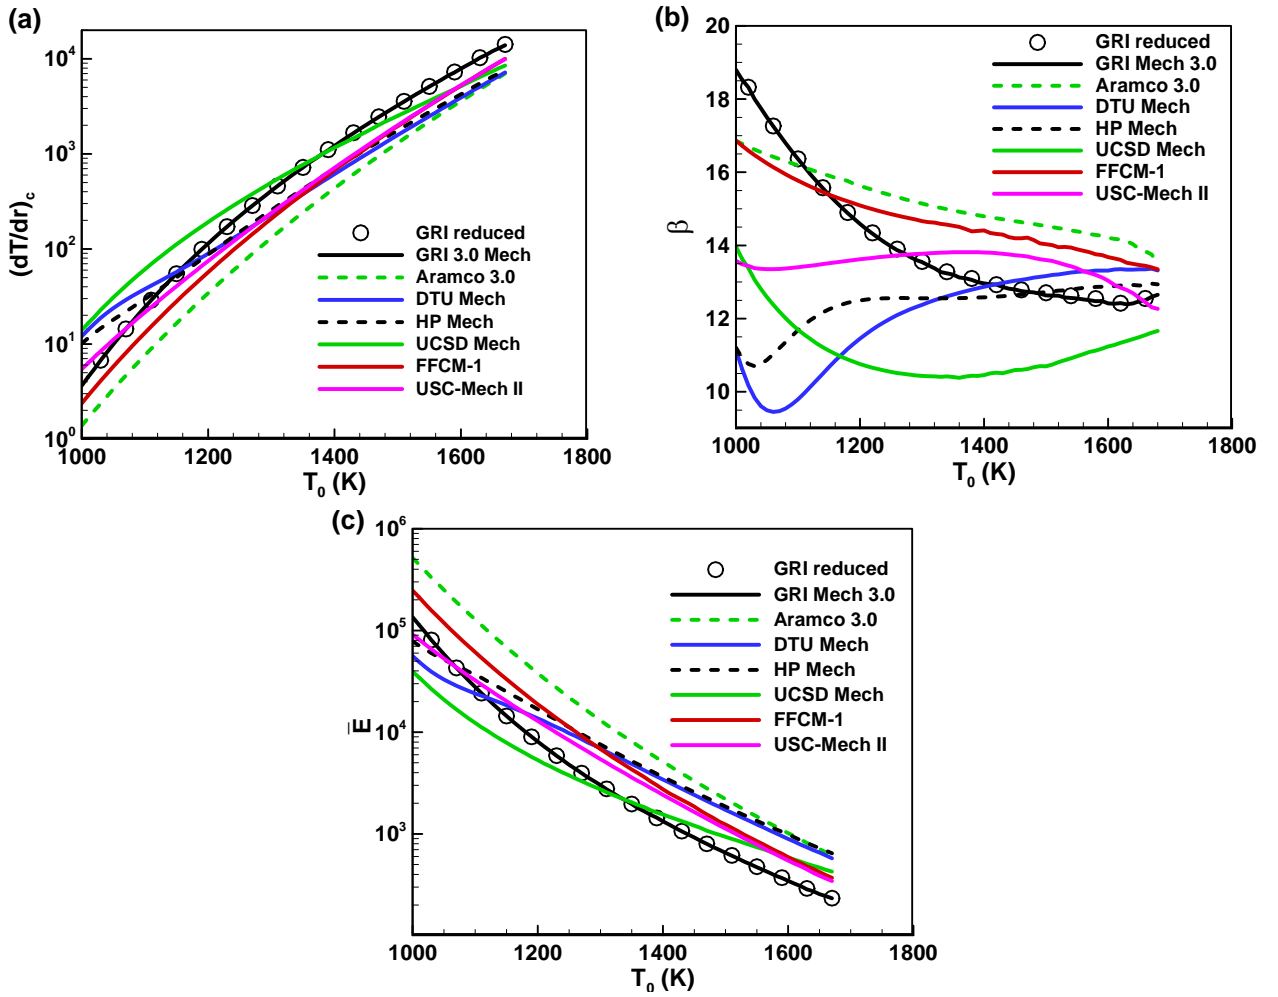 (a)
(dT/dr)c
10^4
10^3
10^2
10^1
10^0
GRI reduced
GRI 3.0 Mech
Aramco 3.0
DTU Mech
HP Mech
UCSD Mech
FFCM-1
USC-Mech II
1000 1200 1400 1600 1800
T0 (K)
(b)
β
20
18
16
14
12
10
GRI reduced
GRI Mech 3.0
Aramco 3.0
DTU Mech
HP Mech
UCSD Mech
FFCM-1
USC-Mech II
1000 1200 1400 1600 1800
T0 (K)
(c)
E̅
10^6
10^5
10^4
10^3
GRI reduced
GRI Mech 3.0
Aramco 3.0
DTU Mech
HP Mech
UCSD Mech
FFCM-1
USC-Mech II
1000 1200 1400 1600 1800
T0 (K)